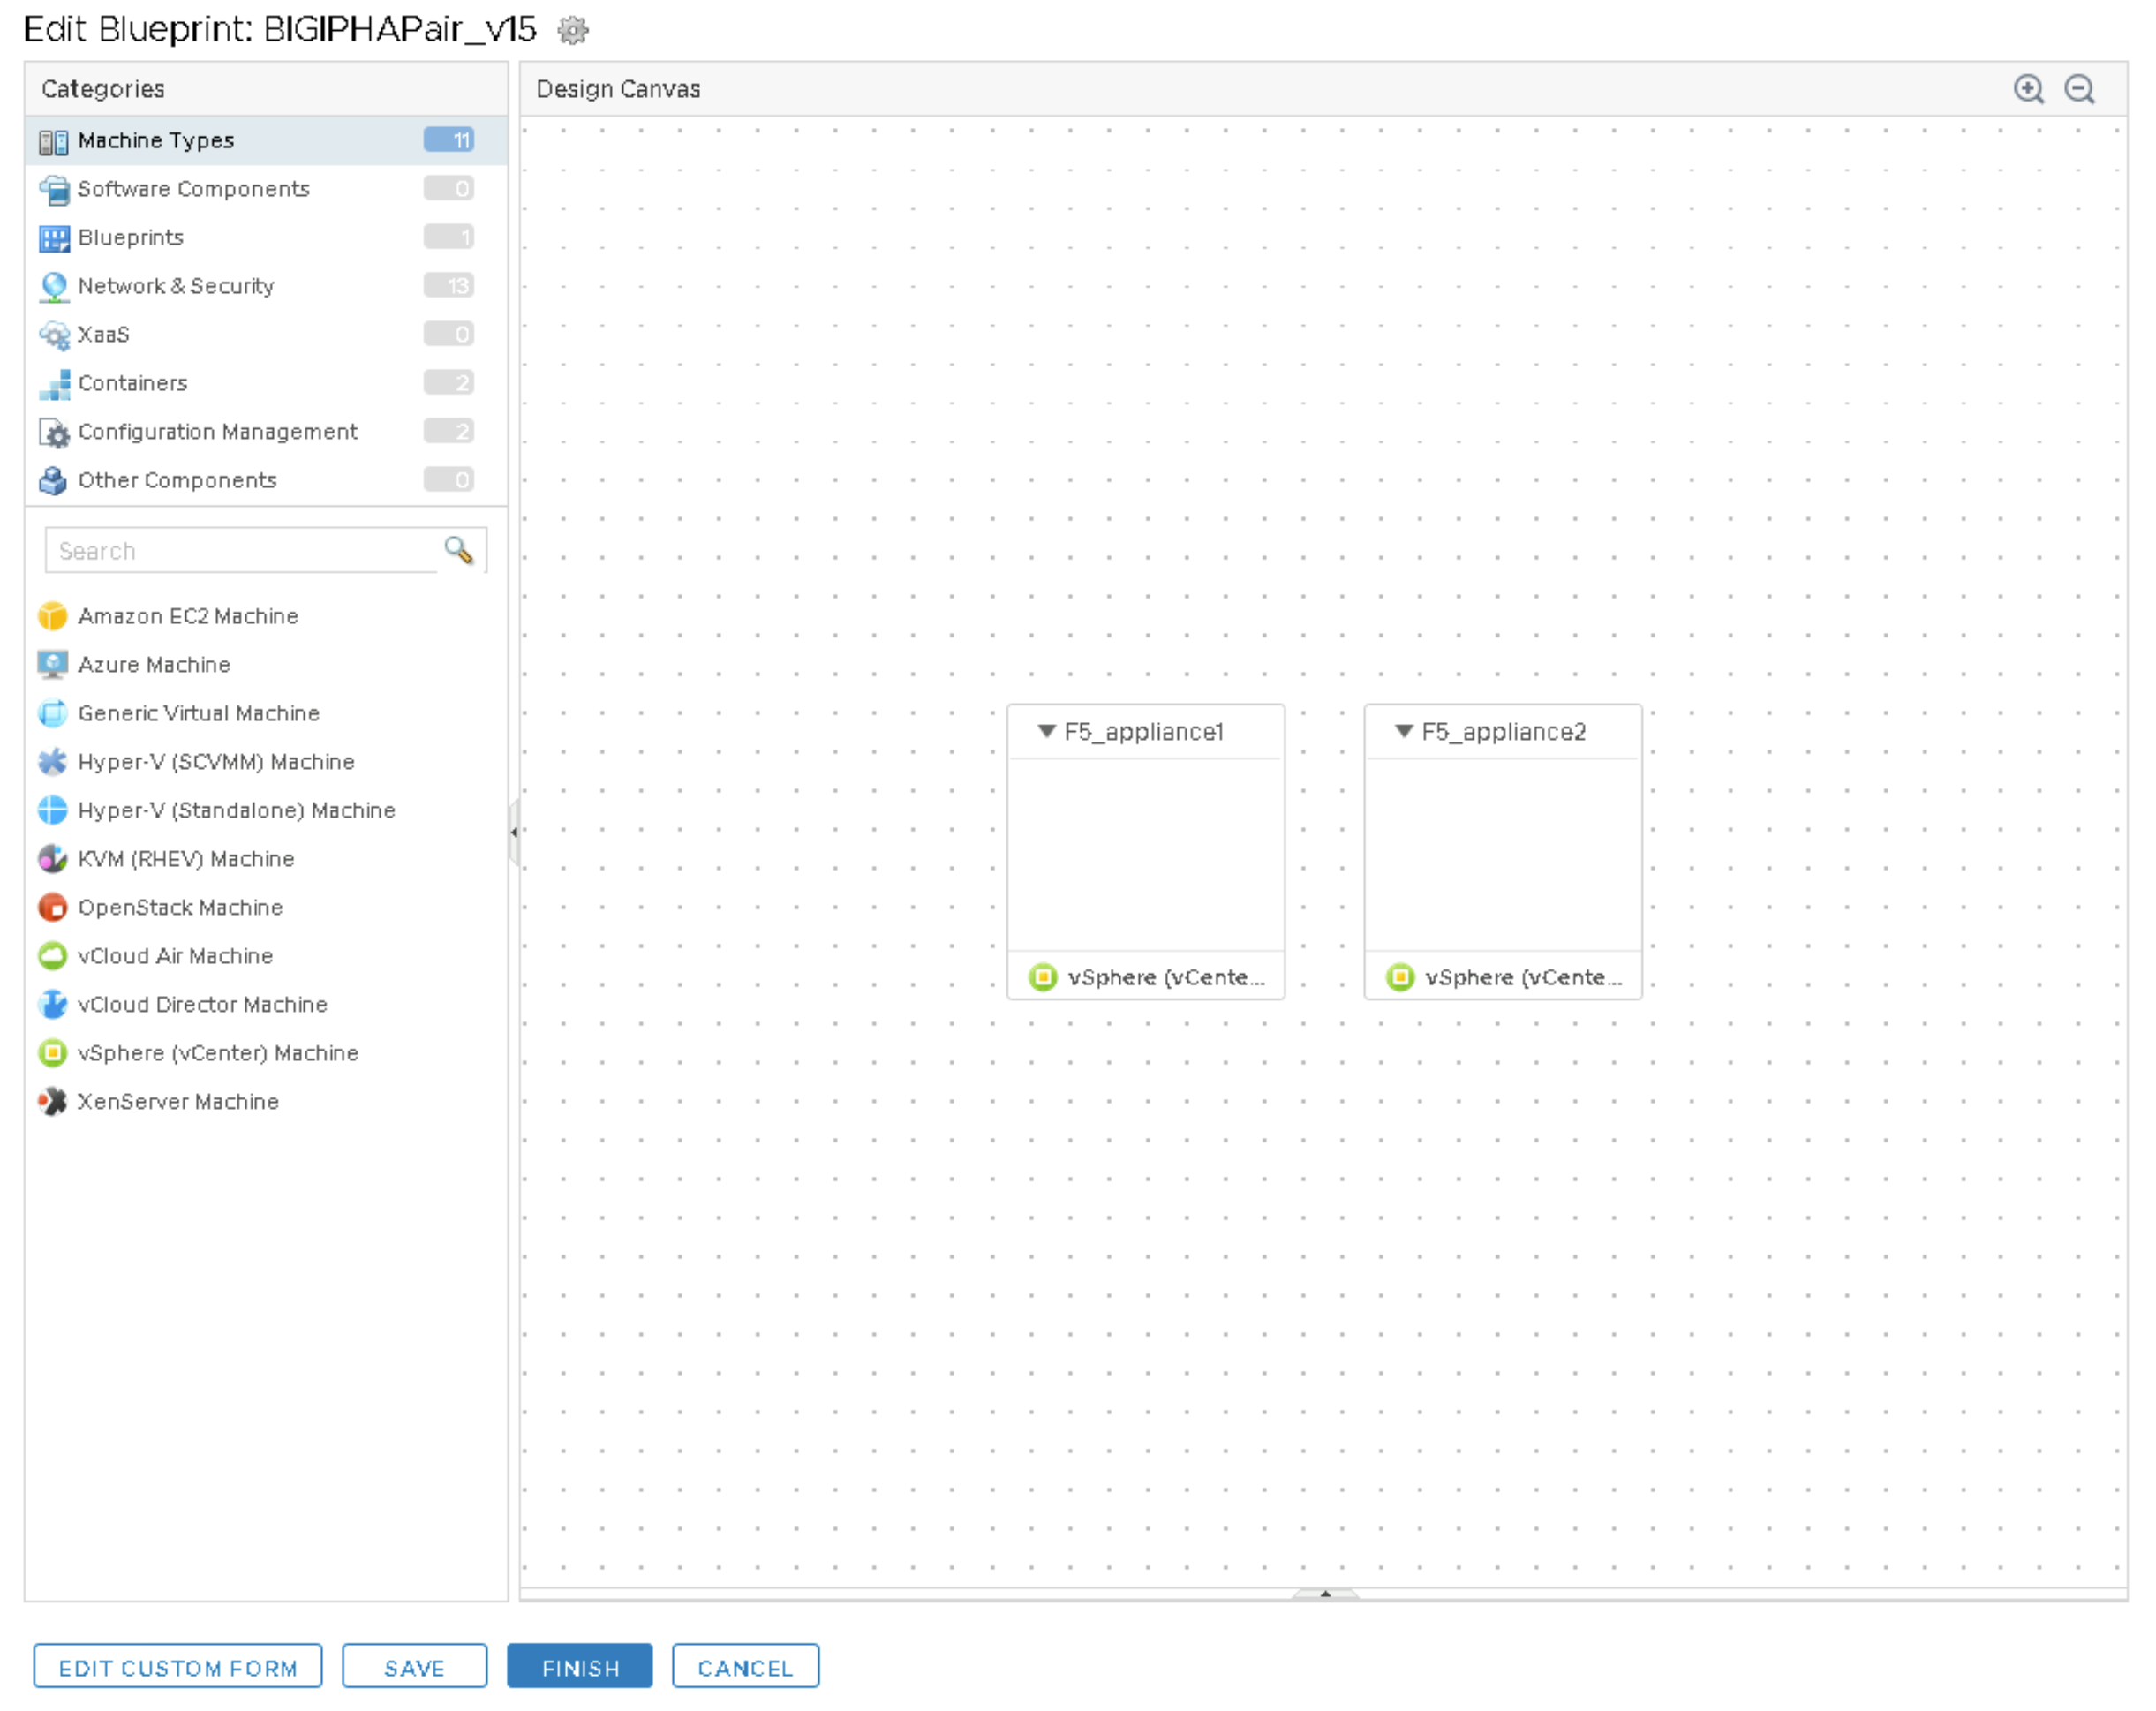 Edit Blueprint: BIGIPHAPair_v15
Categories
Machine Types 11
Software Components 0
Blueprints 1
Network & Security 13
XaaS 0
Containers 2
Configuration Management 2
Other Components 0
Search
Amazon EC2 Machine
Azure Machine
Generic Virtual Machine
Hyper-V (SCVMM) Machine
Hyper-V (Standalone) Machine
KVM (RHEV) Machine
OpenStack Machine
vCloud Air Machine
vCloud Director Machine
vSphere (vCenter) Machine
XenServer Machine
Design Canvas
F5_appliance1
vSphere (vCente...
F5_appliance2
vSphere (vCente...
EDIT CUSTOM FORM
SAVE
FINISH
CANCEL